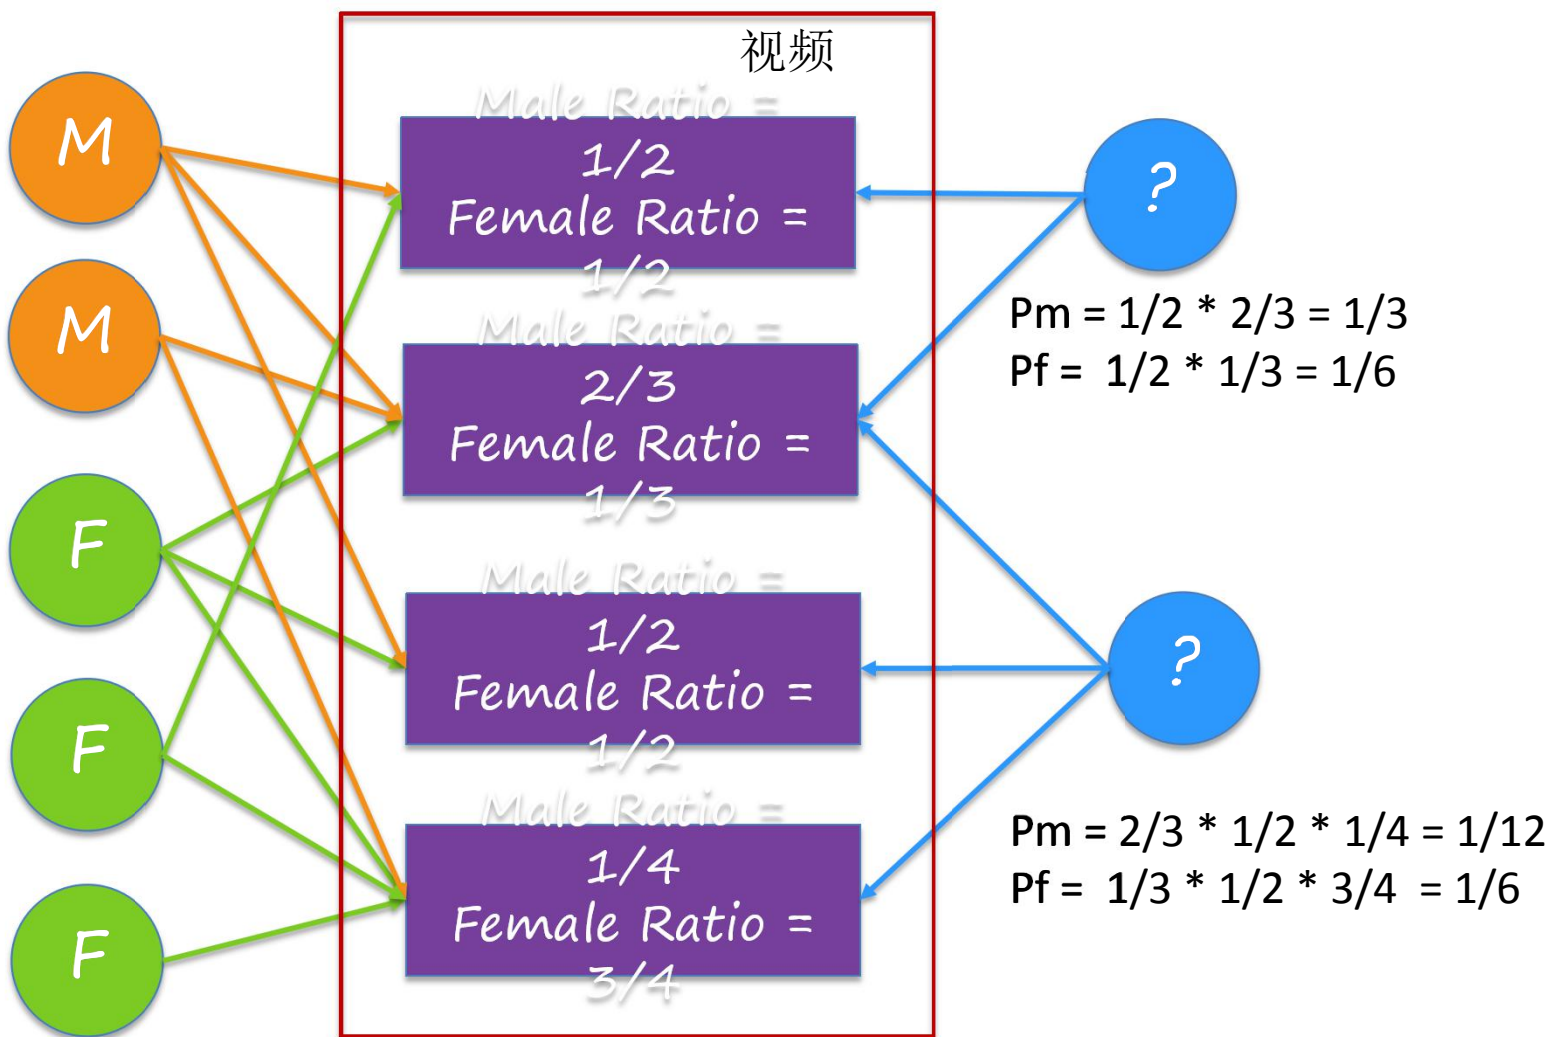 视频
M
M
F
F
F
Male Ratio =
1/2
Female Ratio =
1/2
Male Ratio =
2/3
Female Ratio =
1/3
Male Ratio =
1/2
Female Ratio =
1/2
Male Ratio =
1/4
Female Ratio =
3/4
?
Pm = 1/2 * 2/3 = 1/3
Pf = 1/2 * 1/3 = 1/6
?
Pm = 2/3 * 1/2 * 1/4 = 1/12
Pf = 1/3 * 1/2 * 3/4 = 1/6